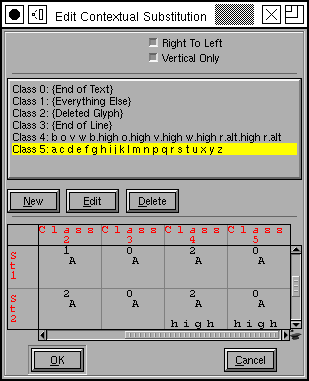 Edit Contextual Substitution
Right To Left
Vertical Only
Class 0: {End of Text}
Class 1: {Everything Else}
Class 2: {Deleted Glyph}
Class 3: {End of Line}
Class 4: b o v w b.high o.high v.high w.high r.alt.high r.alt
Class 5: a c d e f g h i j k l m n p q r s t u x y z
New Edit Delete
Class 2 Class 3 Class 4 Class 5
St1 1 0 2 0
A A A A
St2 2 0 2 0
A A A A
high high
OK Cancel